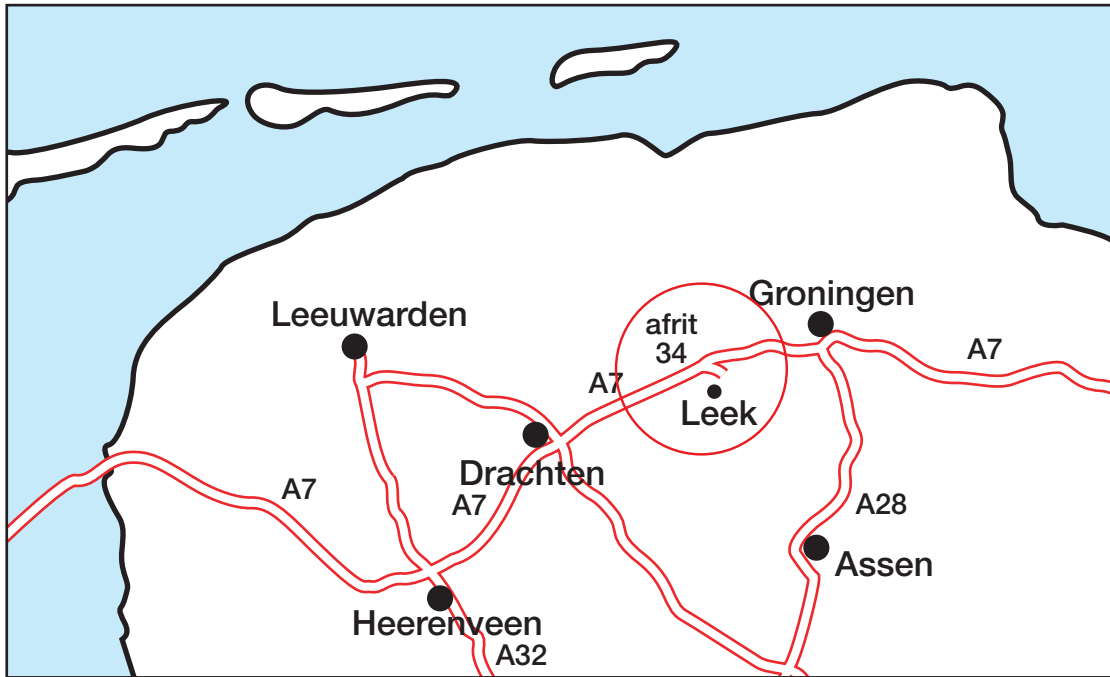 Groningen
Leeuwarden
afrit
34
A7
A7
Leek
Drachten
A7
A7
A28
Assen
Heerenveen
A32